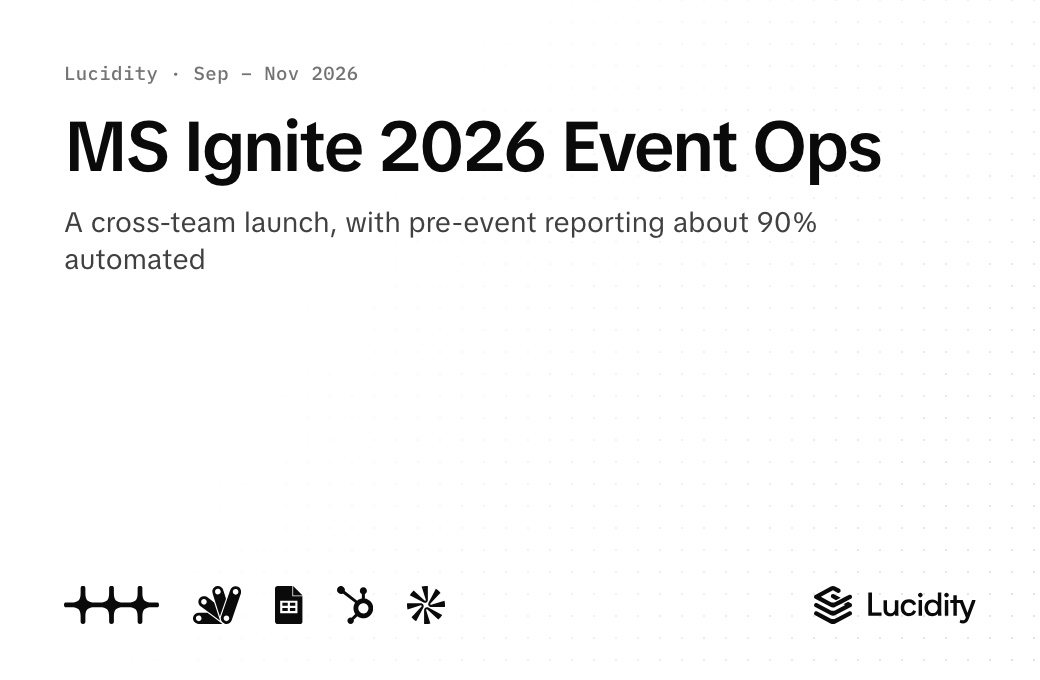 Lucidity · Sep – Nov 2026
MS Ignite 2026 Event Ops
A cross-team launch, with pre-event reporting about 90%
automated
Lucidity